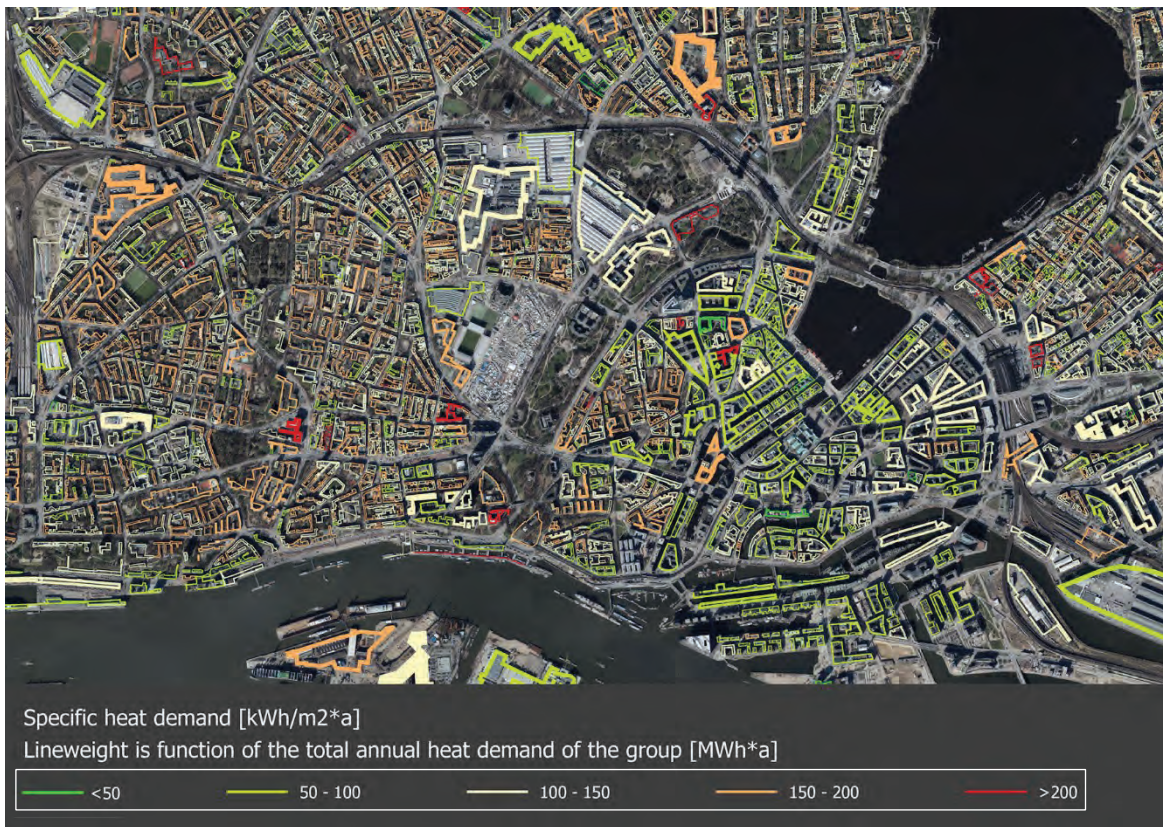 Specific heat demand [kWh/m2*a]
Lineweight is function of the total annual heat demand of the group [MWh*a]
<50
50 - 100
100 - 150
150 - 200
>200